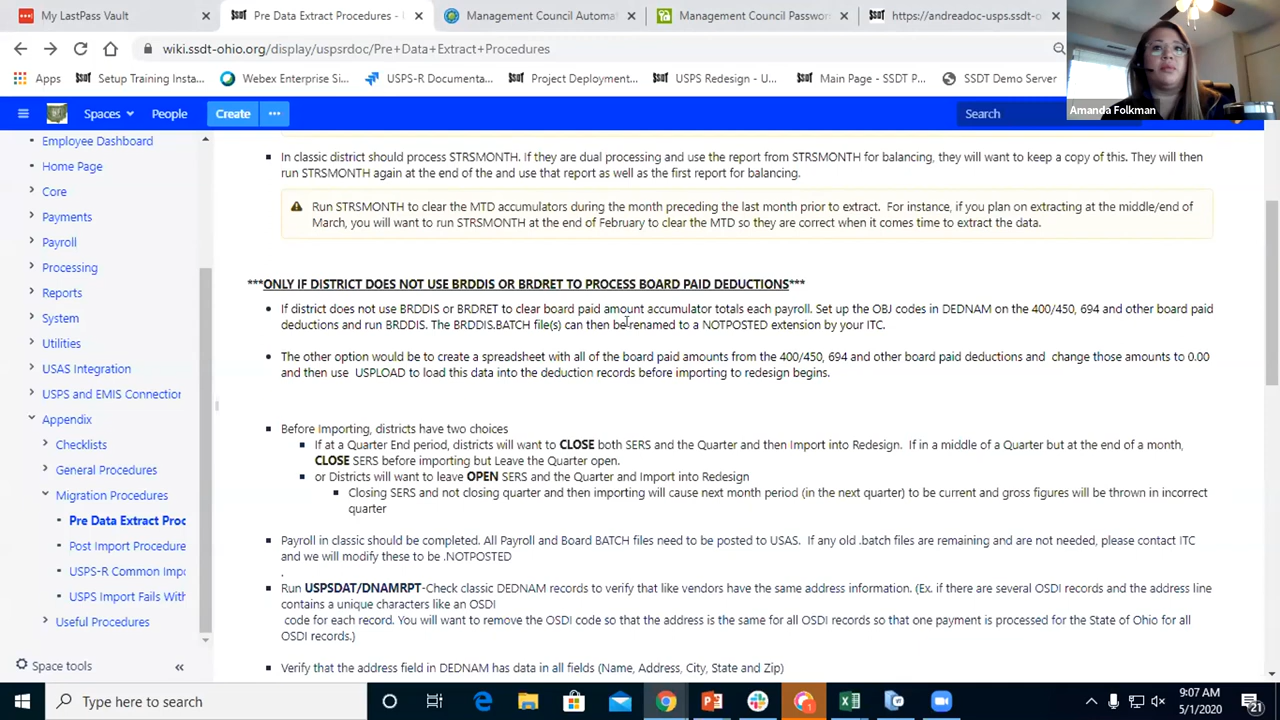 My LastPass Vault
Pre Data Extract Procedures -
Management Council Automa
Management Council Passwor
https://andreadoc-usps.ssdt-o
wiki.ssdt-ohio.org/display/uspsrdoc/Pre+Data+Extract+Procedures
Apps
Setup Training Insta...
Webex Enterprise Si...
USPS-R Documenta...
Project Deployment...
USPS Redesign - U...
Main Page - SSDT P...
SSDT Demo Server
Amanda Folkman
Spaces
People
Create
Search
Employee Dashboard
Home Page
Core
Payments
Payroll
Processing
Reports
System
Utilities
USAS Integration
USPS and EMIS Connection
Appendix
Checklists
General Procedures
Migration Procedures
Pre Data Extract Proc
Post Import Procedure
USPS-R Common Impo
USPS Import Fails With
Useful Procedures
Space tools
In classic district should process STRSMONTH. If they are dual processing and use the report from STRSMONTH for balancing, they will want to keep a copy of this. They will then
run STRSMONTH again at the end of the and use that report as well as the first report for balancing.
Run STRSMONTH to clear the MTD accumulators during the month preceding the last month prior to extract. For instance, if you plan on extracting at the middle/end of
March, you will want to run STRSMONTH at the end of February to clear the MTD so they are correct when it comes time to extract the data.
***ONLY IF DISTRICT DOES NOT USE BRDDIS OR BRDRET TO PROCESS BOARD PAID DEDUCTIONS***
If district does not use BRDDIS or BRDRET to clear board paid amount accumulator totals each payroll. Set up the OBJ codes in DEDNAM on the 400/450, 694 and other board paid
deductions and run BRDDIS. The BRDDIS.BATCH file(s) can then be renamed to a NOTPOSTED extension by your ITC.
The other option would be to create a spreadsheet with all of the board paid amounts from the 400/450, 694 and other board paid deductions and change those amounts to 0.00
and then use USPLOAD to load this data into the deduction records before importing to redesign begins.
Before Importing, districts have two choices
If at a Quarter End period, districts will want to CLOSE both SERS and the Quarter and then Import into Redesign. If in a middle of a Quarter but at the end of a month,
CLOSE SERS before importing but Leave the Quarter open.
or Districts will want to leave OPEN SERS and the Quarter and Import into Redesign
Closing SERS and not closing quarter and then importing will cause next month period (in the next quarter) to be current and gross figures will be thrown in incorrect
quarter
Payroll in classic should be completed. All Payroll and Board BATCH files need to be posted to USAS. If any old .batch files are remaining and are not needed, please contact ITC
and we will modify these to be .NOTPOSTED
.
Run USPSDAT/DNAMRPT-Check classic DEDNAM records to verify that like vendors have the same address information. (Ex. if there are several OSDI records and the address line
contains a unique characters like an OSDI
code for each record. You will want to remove the OSDI code so that the address is the same for all OSDI records so that one payment is processed for the State of Ohio for all
OSDI records.)
Verify that the address field in DEDNAM has data in all fields (Name, Address, City, State and Zip)
Type here to search
9:07 AM
5/1/2020
21